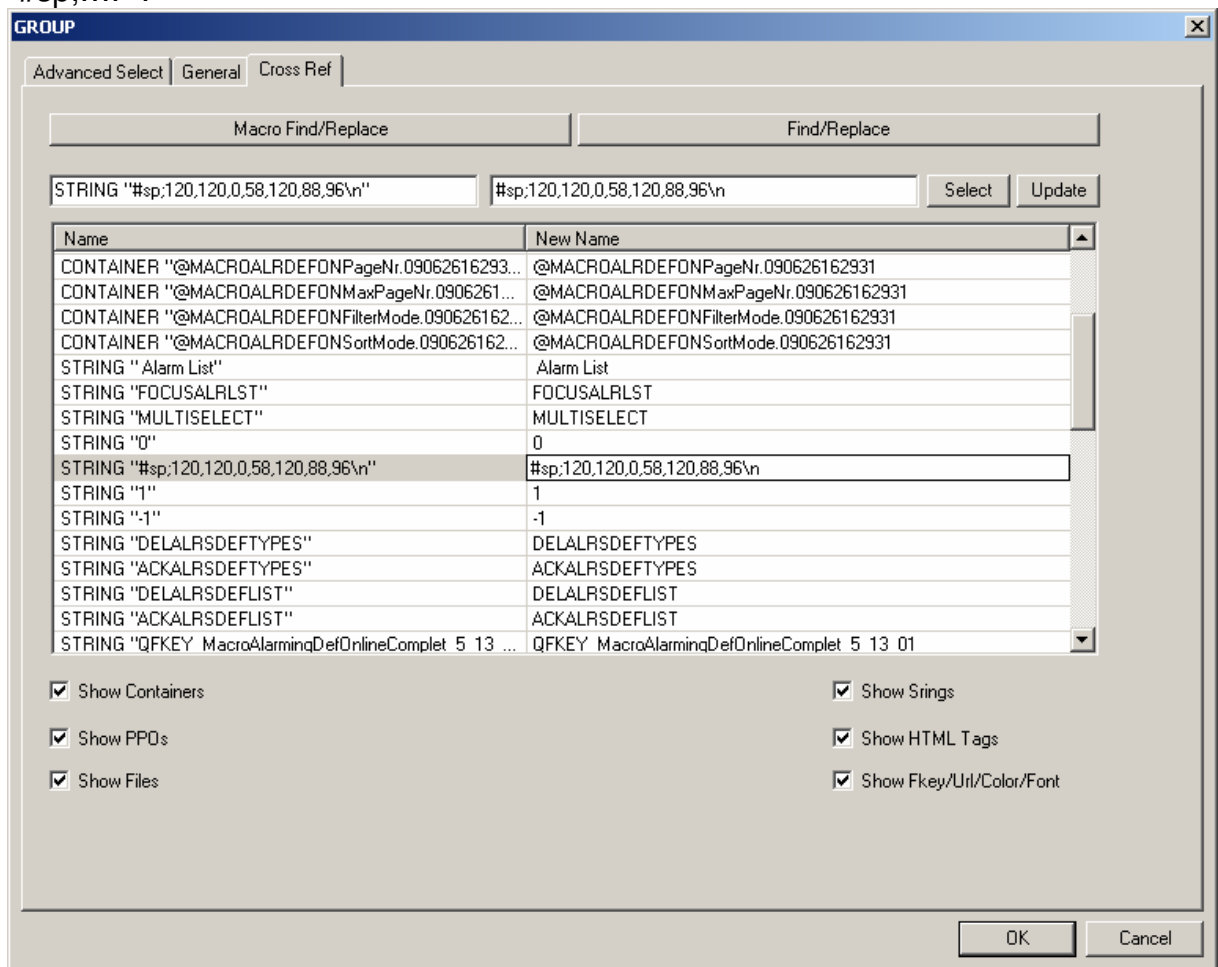 GROUP
Advanced Select General Cross Ref
Macro Find/Replace Find/Replace
STRING "#sp;120,120,0,58,120,88,96\n" #sp;120,120,0,58,120,88,96\n Select Update
Name New Name
CONTAINER "@MACROALRDEFONPageNr.09062616293... @MACROALRDEFONPageNr.090626162931
CONTAINER "@MACROALRDEFONMaxPageNr.0906261... @MACROALRDEFONMaxPageNr.090626162931
CONTAINER "@MACROALRDEFONFilterMode.090626162... @MACROALRDEFONFilterMode.090626162931
CONTAINER "@MACROALRDEFONSortMode.090626162... @MACROALRDEFONSortMode.090626162931
STRING " Alarm List" Alarm List
STRING "FOCUSALRLST" FOCUSALRLST
STRING "MULTISELECT" MULTISELECT
STRING "0" 0
STRING "#sp;120,120,0,58,120,88,96\n" #sp;120,120,0,58,120,88,96\n
STRING "1" 1
STRING "-1" -1
STRING "DELALRSDEFTYPES" DELALRSDEFTYPES
STRING "ACKALRSDEFTYPES" ACKALRSDEFTYPES
STRING "DELALRSDEFLIST" DELALRSDEFLIST
STRING "ACKALRSDEFLIST" ACKALRSDEFLIST
STRING "QFKEY_MacroAlarmingDefOnlineComplet_5_13_... QFKEY_MacroAlarmingDefOnlineComplet_5_13_01
Show Containers Show Srings
Show PPOs Show HTML Tags
Show Files Show Fkey/Url/Color/Font
OK Cancel